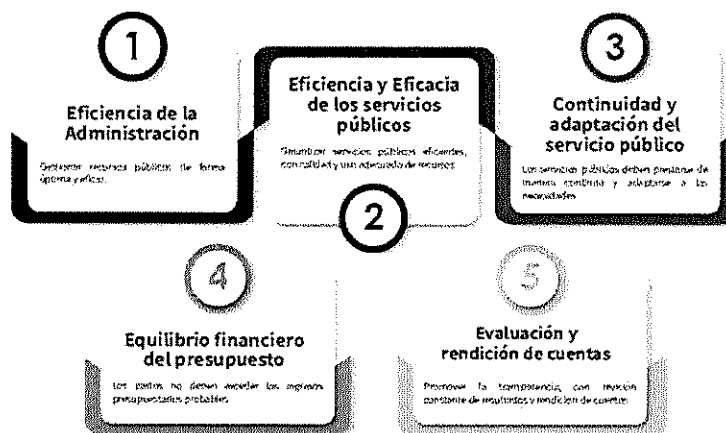 1
Eficiencia de la
Administración
Gestionar recursos públicos de forma
óptima y eficaz.
Eficiencia y Eficacia
de los servicios
públicos
Garantizar servicios públicos eficientes,
con calidad y uso adecuado de recursos.
2
3
Continuidad y
adaptación del
servicio público
Los servicios públicos deben prestarse de
manera continua y adaptarse a las
necesidades
4
Equilibrio financiero
del presupuesto
Los gastos no deben exceder los ingresos
presupuestarios probables
5
Evaluación y
rendición de cuentas
Promover la transparencia, con revisión
constante de resultados y rendición de cuentas